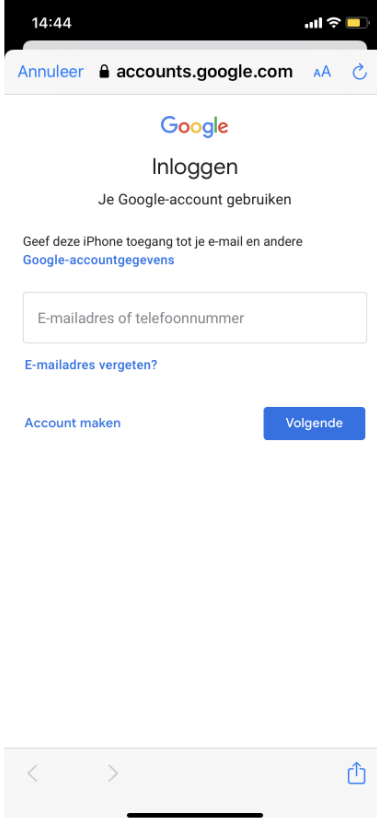 14:44
Annuleer accounts.google.com AA
Google
Inloggen
Je Google-account gebruiken
Geef deze iPhone toegang tot je e-mail en andere
Google-accountgegevens
E-mailadres of telefoonnummer
E-mailadres vergeten?
Account maken Volgende